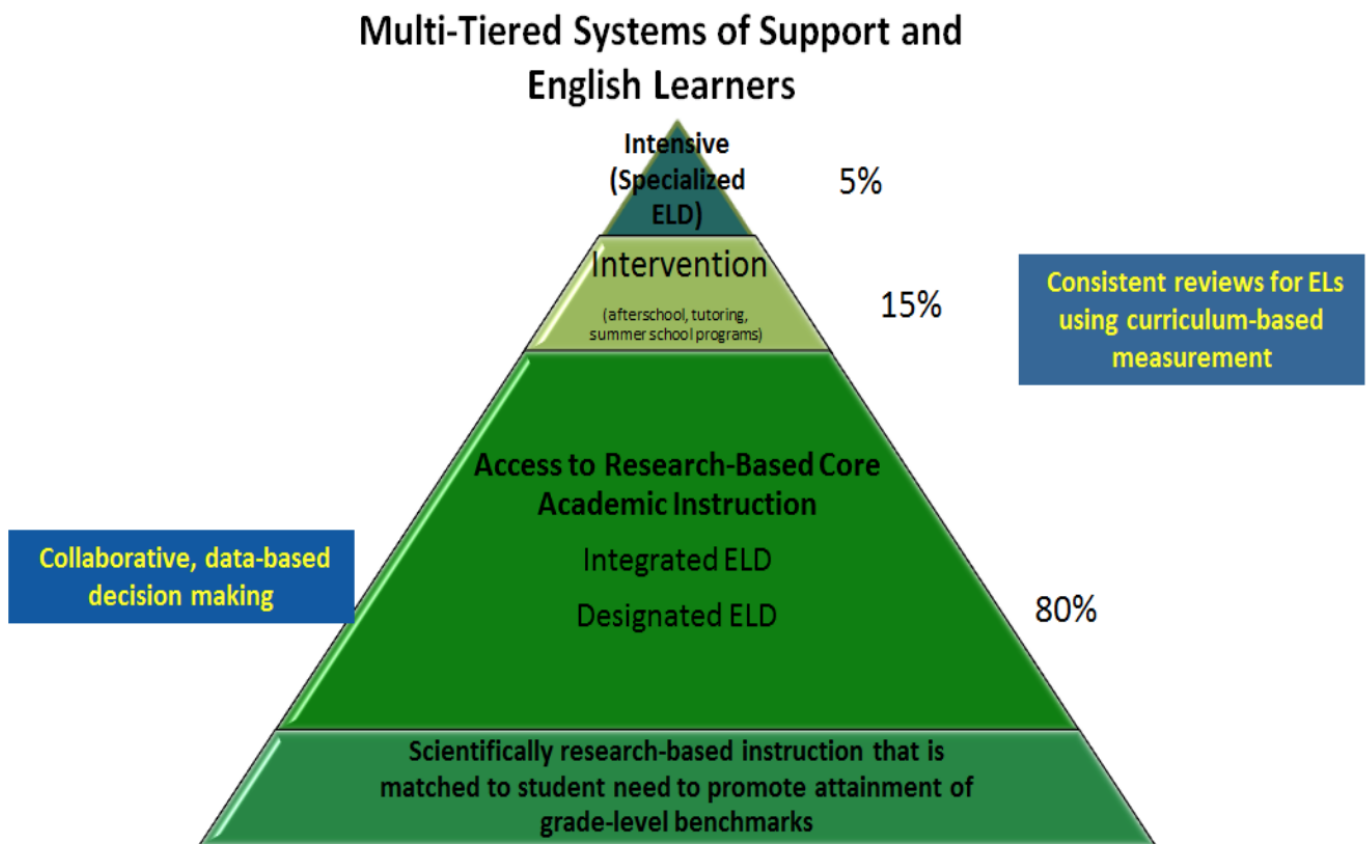 Multi-Tiered Systems of Support and
English Learners
Intensive
(Specialized
ELD)
5%
Intervention
(afterschool, tutoring,
summer school programs)
15%
Consistent reviews for ELs
using curriculum-based
measurement
Access to Research-Based Core
Academic Instruction
Integrated ELD
Designated ELD
Collaborative, data-based
decision making
80%
Scientifically research-based instruction that is
matched to student need to promote attainment of
grade-level benchmarks